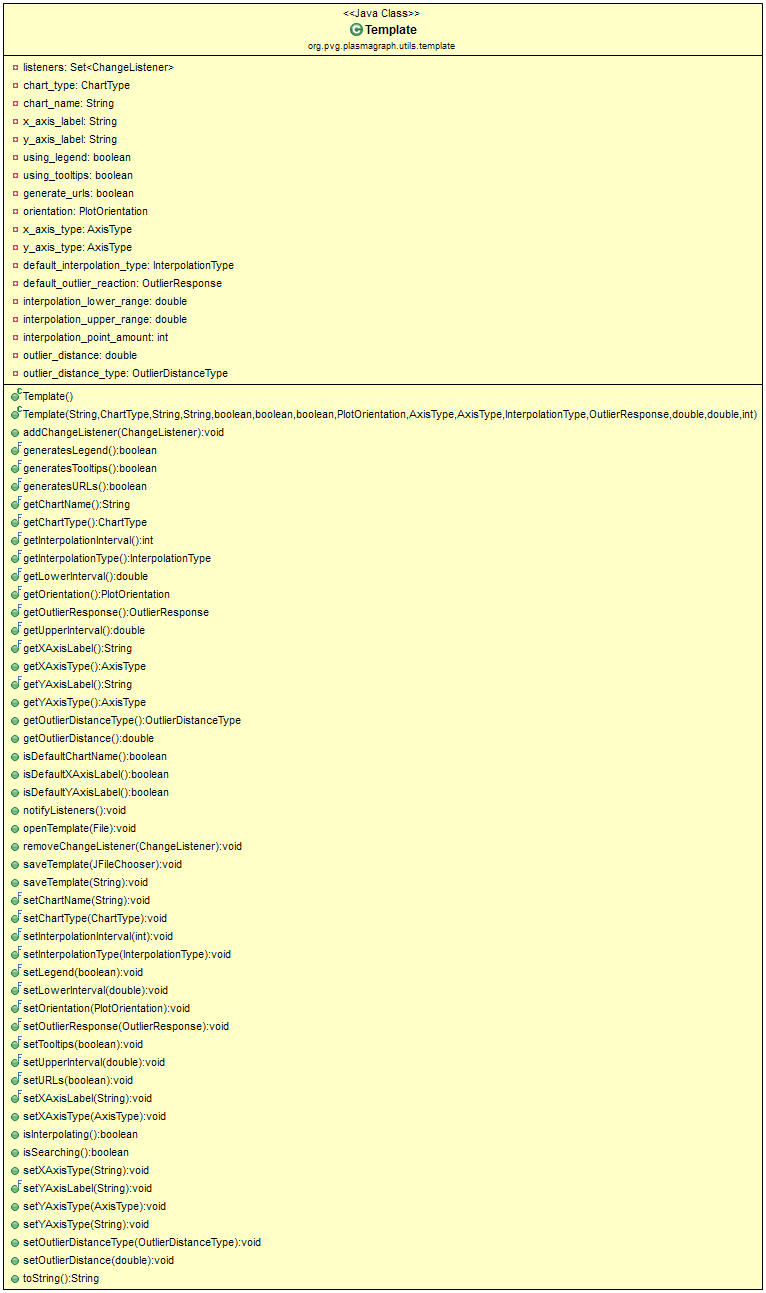 <<Java Class>>
C Template
org.pvg.plasmagraph.utils.template
listeners: Set<ChangeListener>
chart_type: ChartType
chart_name: String
x_axis_label: String
y_axis_label: String
using_legend: boolean
using_tooltips: boolean
generate_urls: boolean
orientation: PlotOrientation
x_axis_type: AxisType
y_axis_type: AxisType
default_interpolation_type: InterpolationType
default_outlier_reaction: OutlierResponse
interpolation_lower_range: double
interpolation_upper_range: double
interpolation_point_amount: int
outlier_distance: double
outlier_distance_type: OutlierDistanceType
C Template()
C Template(String,ChartType,String,String,boolean,boolean,boolean,PlotOrientation,AxisType,AxisType,InterpolationType,OutlierResponse,double,double,int)
addChangeListener(ChangeListener):void
F generatesLegend():boolean
F generatesTooltips():boolean
F generatesURLs():boolean
F getChartName():String
F getChartType():ChartType
F getInterpolationInterval():int
F getInterpolationType():InterpolationType
F getLowerInterval():double
F getOrientation():PlotOrientation
F getOutlierResponse():OutlierResponse
F getUpperInterval():double
F getXAxisLabel():String
getXAxisType():AxisType
F getYAxisLabel():String
getYAxisType():AxisType
getOutlierDistanceType():OutlierDistanceType
getOutlierDistance():double
isDefaultChartName():boolean
isDefaultXAxisLabel():boolean
isDefaultYAxisLabel():boolean
notifyListeners():void
openTemplate(File):void
removeChangeListener(ChangeListener):void
saveTemplate(JFileChooser):void
saveTemplate(String):void
F setChartName(String):void
F setChartType(ChartType):void
F setInterpolationInterval(int):void
F setInterpolationType(InterpolationType):void
F setLegend(boolean):void
F setLowerInterval(double):void
F setOrientation(PlotOrientation):void
F setOutlierResponse(OutlierResponse):void
F setTooltips(boolean):void
F setUpperInterval(double):void
F setURLs(boolean):void
F setXAxisLabel(String):void
setXAxisType(AxisType):void
isInterpolating():boolean
isSearching():boolean
setXAxisType(String):void
F setYAxisLabel(String):void
setYAxisType(AxisType):void
setYAxisType(String):void
setOutlierDistanceType(OutlierDistanceType):void
setOutlierDistance(double):void
toString():String